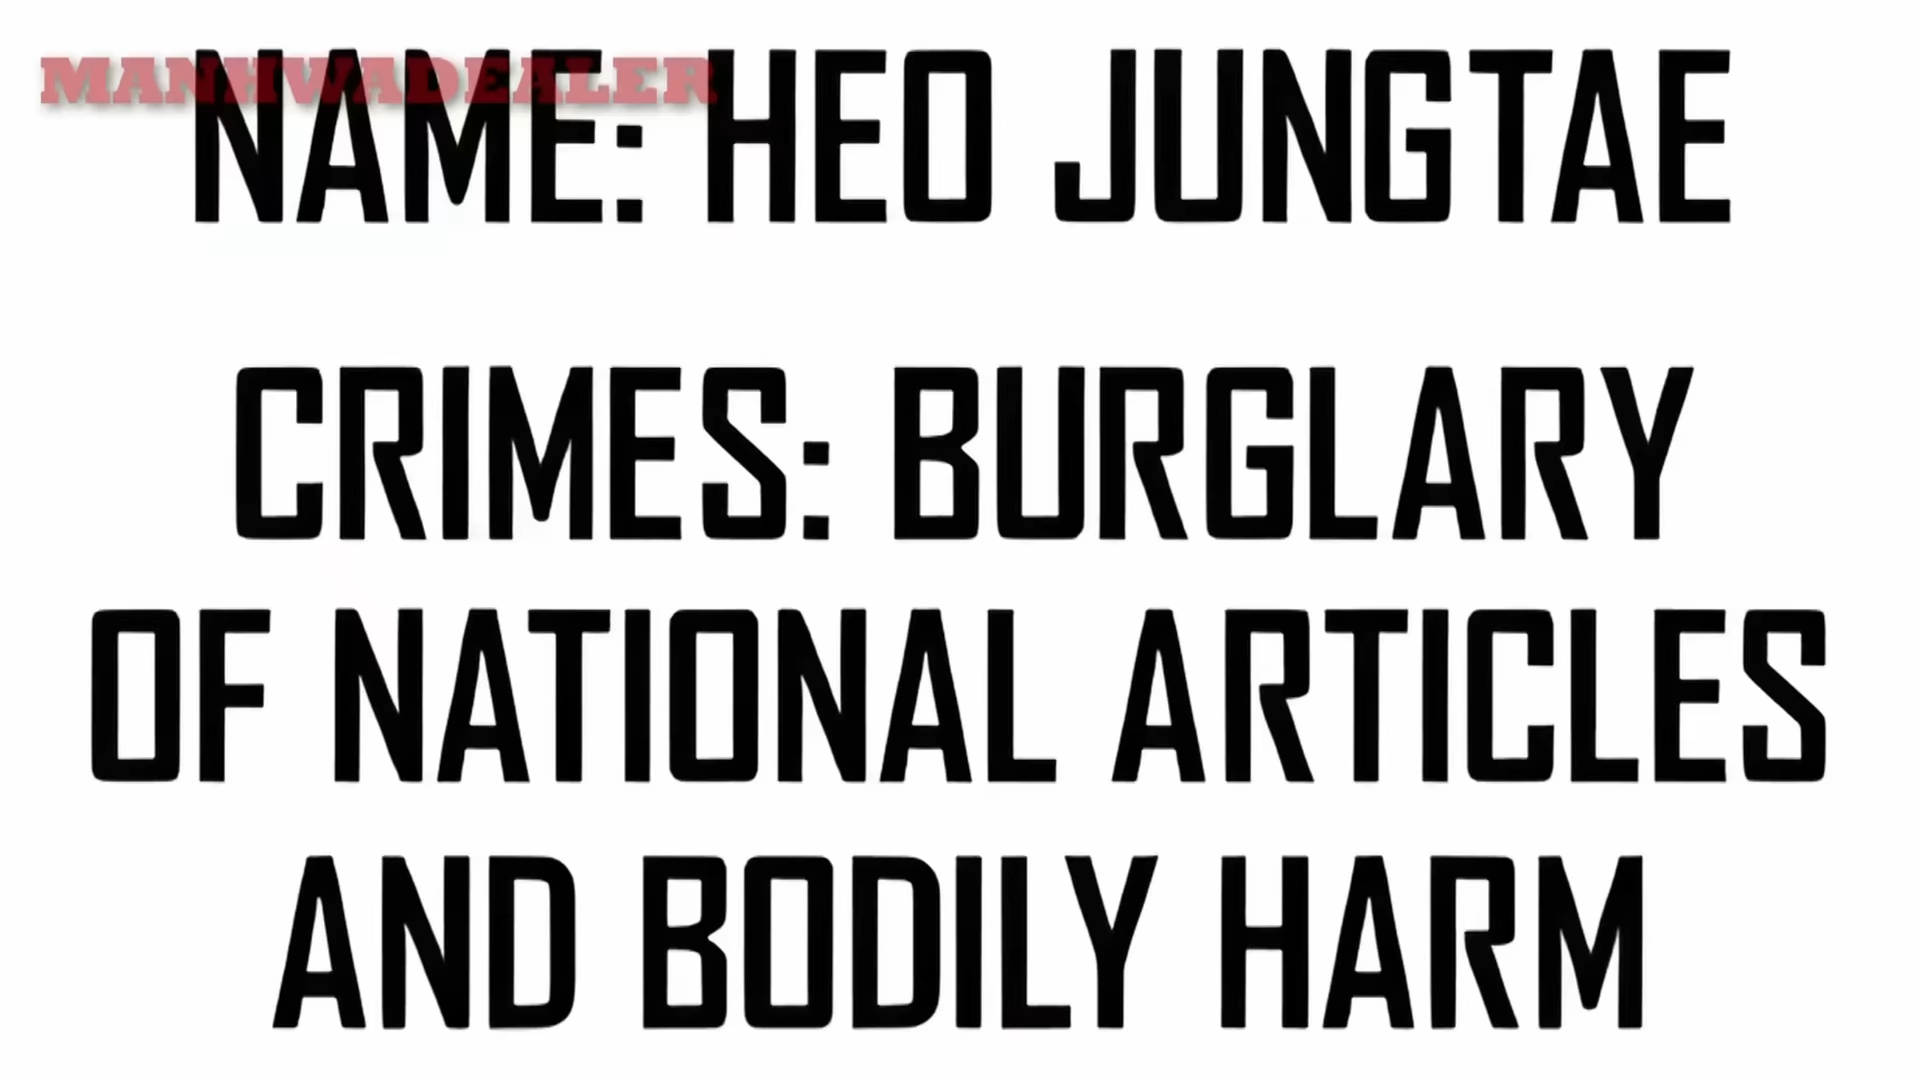 MANHWADEALER
NAME: HEO JUNGTAE
CRIMES: BURGLARY
OF NATIONAL ARTICLES
AND BODILY HARM